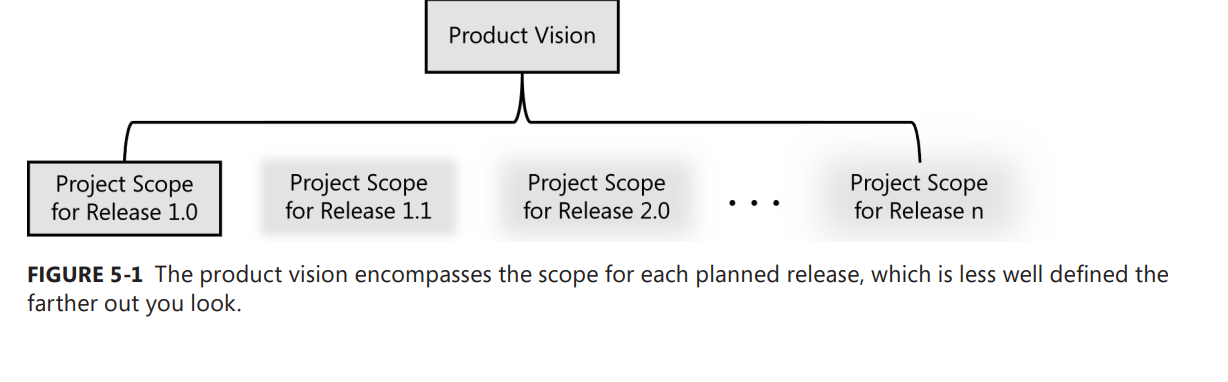 Product Vision
Project Scope
for Release 1.0
Project Scope
for Release 1.1
Project Scope
for Release 2.0
. . .
Project Scope
for Release n
FIGURE 5-1 The product vision encompasses the scope for each planned release, which is less well defined the
farther out you look.